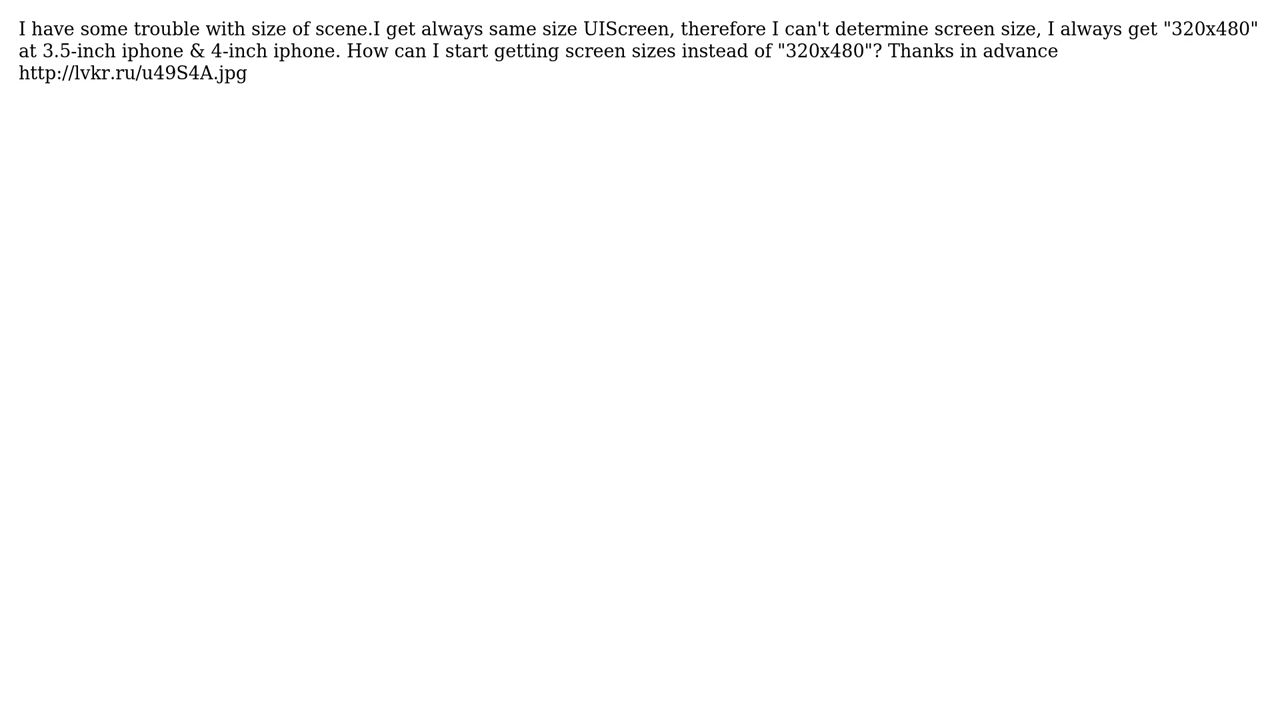 I have some trouble with size of scene.I get always same size UIScreen, therefore I can't determine screen size, I always get "320x480"
at 3.5-inch iphone & 4-inch iphone. How can I start getting screen sizes instead of "320x480"? Thanks in advance
http://lvkr.ru/u49S4A.jpg